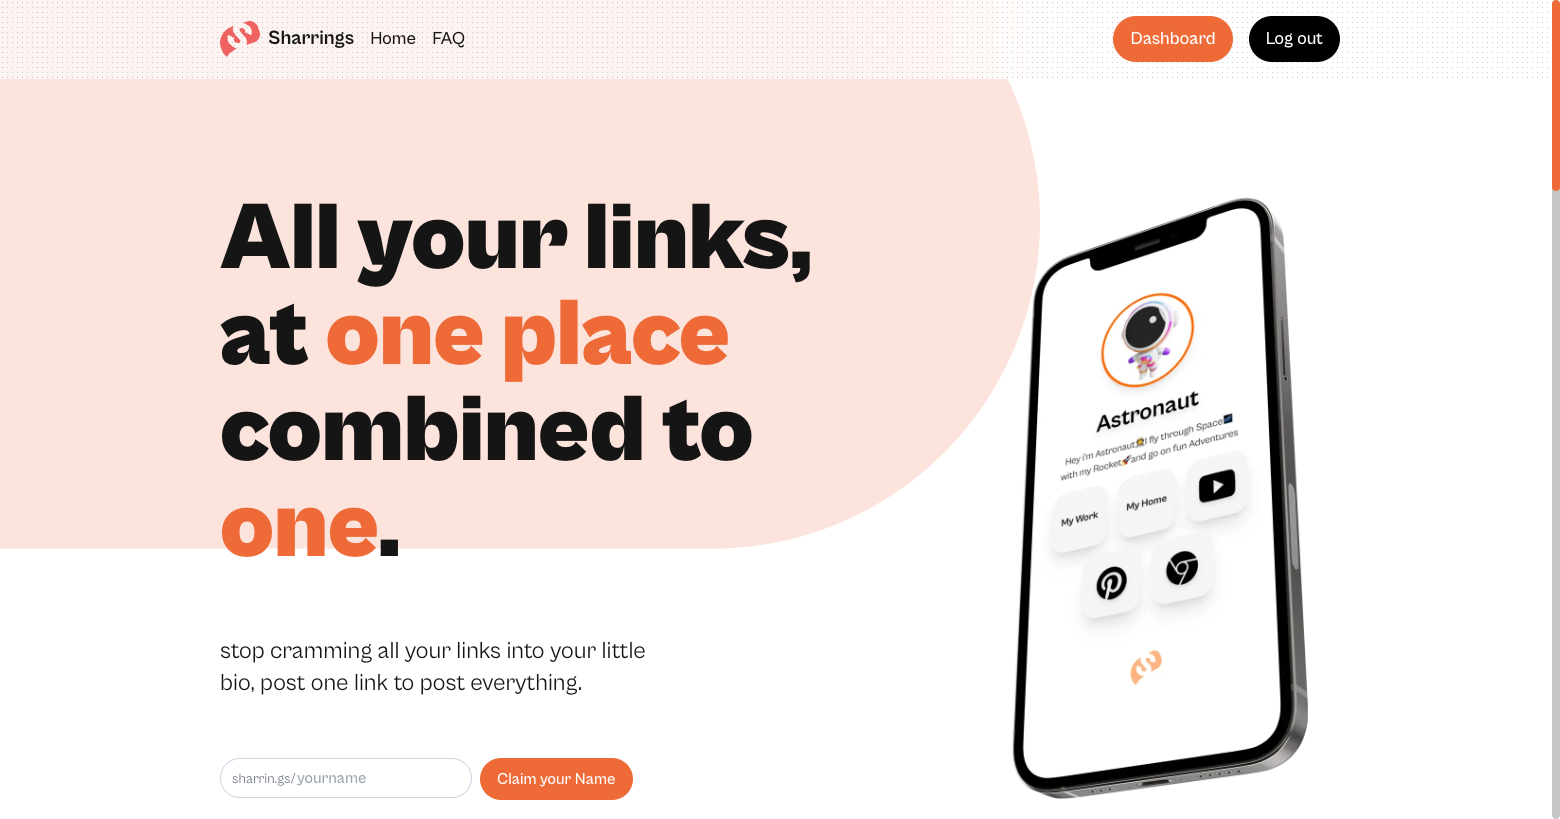 Sharrings
Home
FAQ
Dashboard
Log out
All your links,
at one place
combined to
one.
stop cramming all your links into your little
bio, post one link to post everything.
sharrin.gs/yourname
Claim your Name
Astronaut
Hey i'm Astronaut👩‍🚀I fly through Space🌌
with my Rocket🚀and go on fun Adventures
My Work
My Home